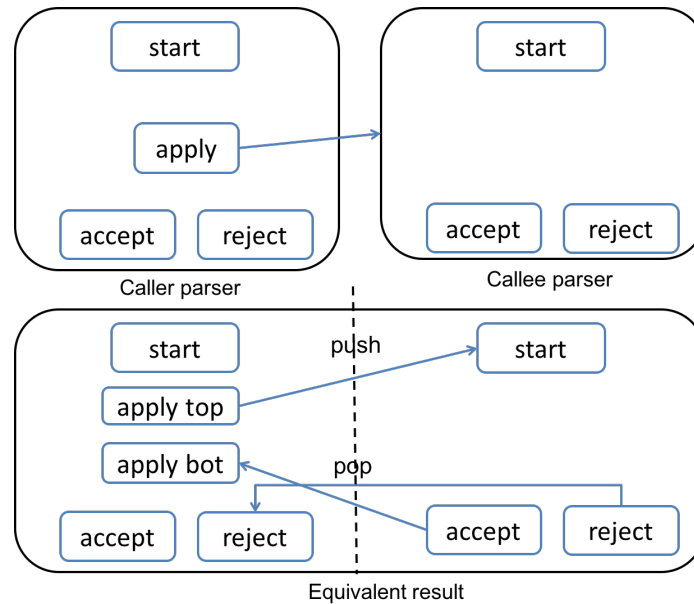 start
start
apply
accept
reject
accept
reject
Caller parser
Callee parser
start
push
start
apply top
apply bot
pop
accept
reject
accept
reject
Equivalent result